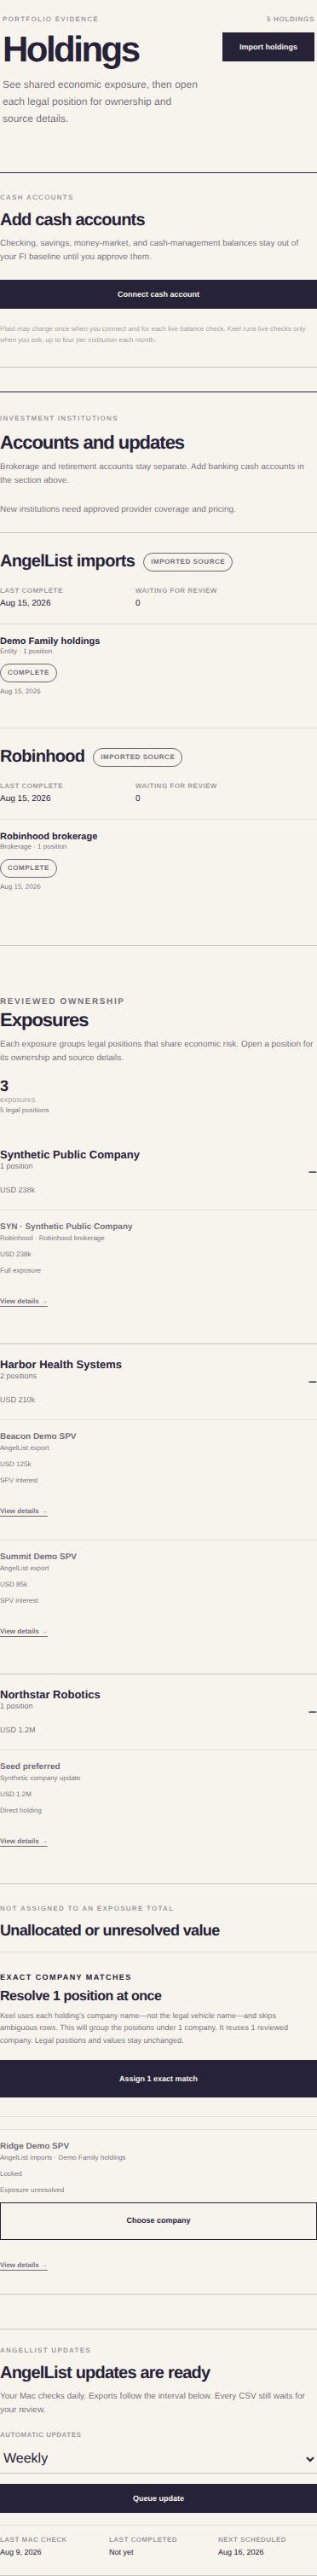 PORTFOLIO EVIDENCE
5 HOLDINGS
Holdings
Import holdings
See shared economic exposure, then open
each legal position for ownership and
source details.
CASH ACCOUNTS
Add cash accounts
Checking, savings, money-market, and cash-management balances stay out of
your FI baseline until you approve them.
Connect cash account
Plaid may charge once when you connect and for each live balance check. Keel runs live checks only
when you ask, up to four per institution each month.
INVESTMENT INSTITUTIONS
Accounts and updates
Brokerage and retirement accounts stay separate. Add banking cash accounts in
the section above.
New institutions need approved provider coverage and pricing.
AngelList imports
IMPORTED SOURCE
LAST COMPLETE
WAITING FOR REVIEW
Aug 15, 2026
0
Demo Family holdings
Entity · 1 position
COMPLETE
Aug 15, 2026
Robinhood
IMPORTED SOURCE
LAST COMPLETE
WAITING FOR REVIEW
Aug 15, 2026
0
Robinhood brokerage
Brokerage · 1 position
COMPLETE
Aug 15, 2026
REVIEWED OWNERSHIP
Exposures
Each exposure groups legal positions that share economic risk. Open a position for
its ownership and source details.
3
exposures
5 legal positions
Synthetic Public Company
1 position
–
USD 238k
SYN · Synthetic Public Company
Robinhood · Robinhood brokerage
USD 238k
Full exposure
View details →
Harbor Health Systems
2 positions
–
USD 210k
Beacon Demo SPV
AngelList export
USD 125k
SPV interest
View details →
Summit Demo SPV
AngelList export
USD 85k
SPV interest
View details →
Northstar Robotics
1 position
–
USD 1.2M
Seed preferred
Synthetic company update
USD 1.2M
Direct holding
View details →
NOT ASSIGNED TO AN EXPOSURE TOTAL
Unallocated or unresolved value
EXACT COMPANY MATCHES
Resolve 1 position at once
Keel uses each holding's company name—not the legal vehicle name—and skips
ambiguous rows. This will group the positions under 1 company. It reuses 1 reviewed
company. Legal positions and values stay unchanged.
Assign 1 exact match
Ridge Demo SPV
AngelList imports · Demo Family holdings
Locked
Exposure unresolved
Choose company
View details →
ANGELLIST UPDATES
AngelList updates are ready
Your Mac checks daily. Exports follow the interval below. Every CSV still waits for
your review.
AUTOMATIC UPDATES
Weekly
Queue update
LAST MAC CHECK
LAST COMPLETED
NEXT SCHEDULED
Aug 9, 2026
Not yet
Aug 16, 2026